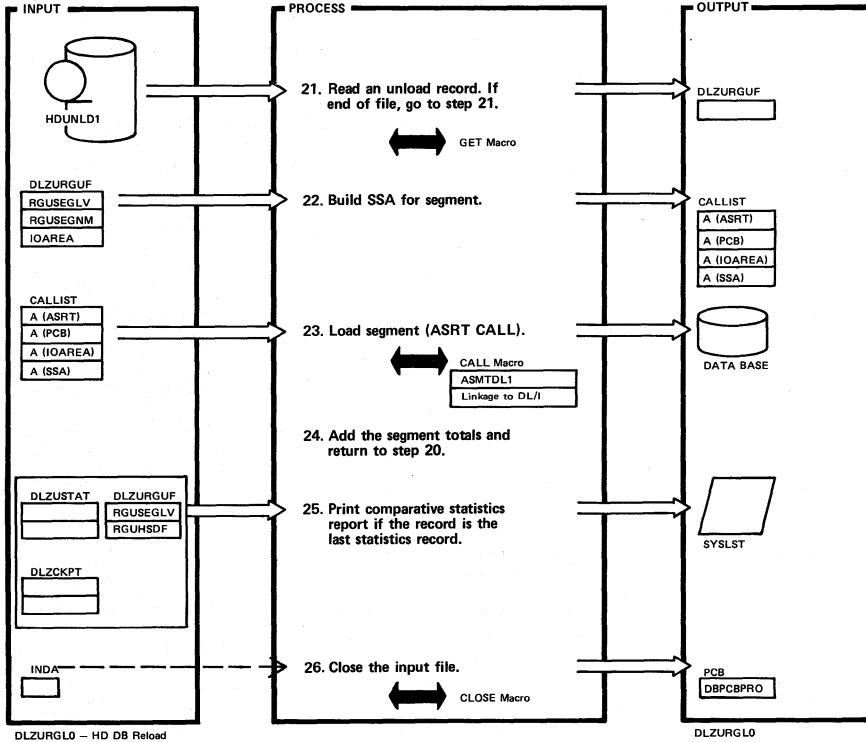 INPUT
PROCESS
OUTPUT
HDUNLD1
21. Read an unload record. If
end of file, go to step 21.
GET Macro
DLZURGUF
DLZURGUF
RGUSEGLV
RGUSEGNM
IOAREA
22. Build SSA for segment.
CALLIST
A (ASRT)
A (PCB)
A (IOAREA)
A (SSA)
CALLIST
A (ASRT)
A (PCB)
A (IOAREA)
A (SSA)
23. Load segment (ASRT CALL).
CALL Macro
ASMTDL1
Linkage to DL/I
DATA BASE
24. Add the segment totals and
return to step 20.
DLZUSTAT
DLZURGUF
RGUSEGLV
RGUHSDF
DLZCKPT
25. Print comparative statistics
report if the record is the
last statistics record.
SYSLST
INDA
26. Close the input file.
CLOSE Macro
PCB
DBPCBPRO
DLZURGL0 — HD DB Reload
DLZURGL0